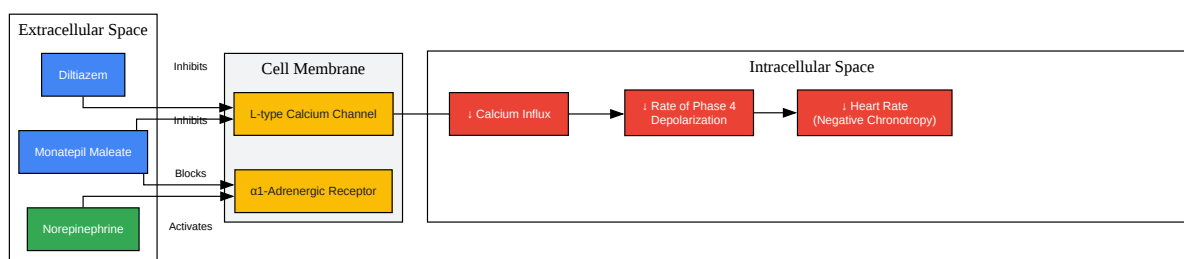 Extracellular Space
Diltiazem
Monatepil Maleate
Norepinephrine
Inhibits
Inhibits
Blocks
Activates
Cell Membrane
L-type Calcium Channel
α1-Adrenergic Receptor
Intracellular Space
↓ Calcium Influx
↓ Rate of Phase 4
Depolarization
↓ Heart Rate
(Negative Chronotropy)